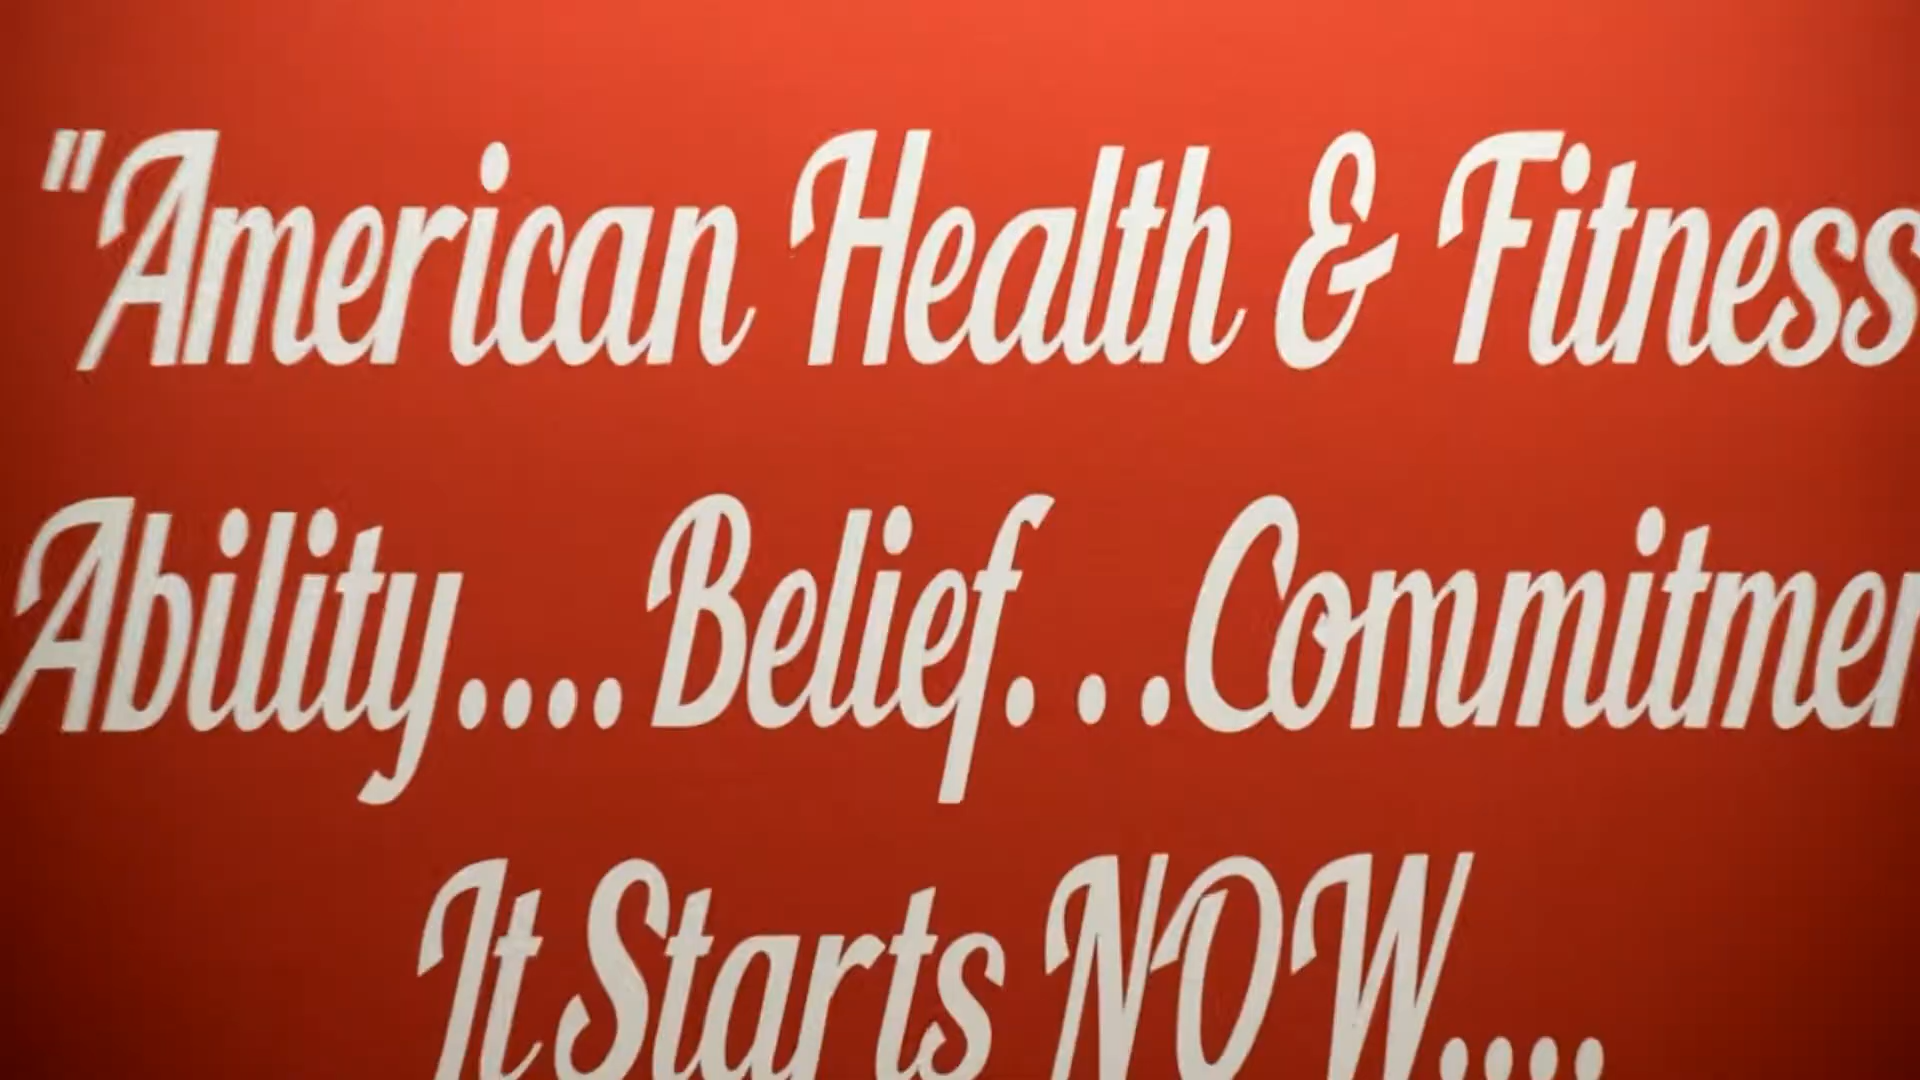 "American Health & Fitness
Ability....Belief...Commitmen
It Starts NOW....